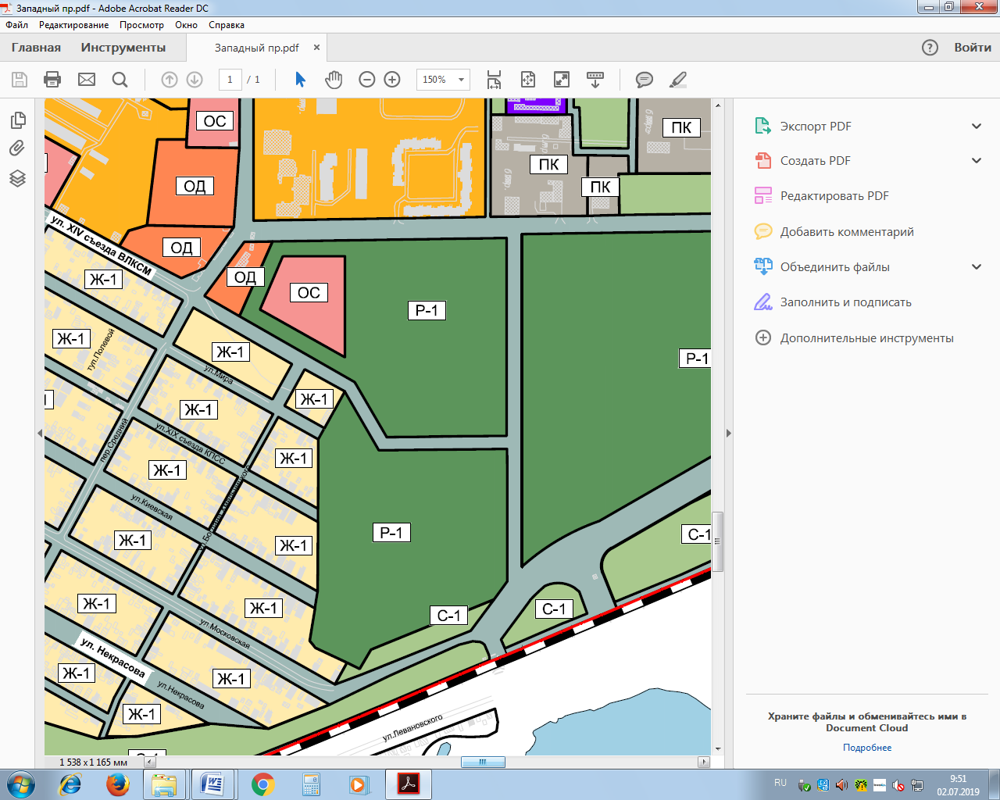 Западный пр.pdf - Adobe Acrobat Reader DC
Файл Редактирование Просмотр Окно Справка
Главная Инструменты Западный пр.pdf × ? Войти
1 / 1 150%
Экспорт PDF
Создать PDF
Редактировать PDF
Добавить комментарий
Объединить файлы
Заполнить и подписать
Дополнительные инструменты
Храните файлы и обменивайтесь ими в
Document Cloud
Подробнее
ОС
ПК
ОД
ПК
ПК
ул. XIV съезда ВЛКСМ
ОД
Ж-1
ОД
ОС
Р-1
Ж-1
туп.Полевой
Ж-1
Р-1
ул.Мира
Ж-1
Ж-1
пер.Средний
ул.XIX съезда КПСС
Ж-1
Ж-1
ул.Богдана Хмельницкого
ул.Киевская
Ж-1
Ж-1
Р-1
С-1
Ж-1
Ж-1
С-1
С-1
ул.Московская
ул. Некрасова
Ж-1
Ж-1
ул.Некрасова
Ж-1
ул.Левановского
С-1
1 538 x 1 165 мм
RU
9:51
02.07.2019